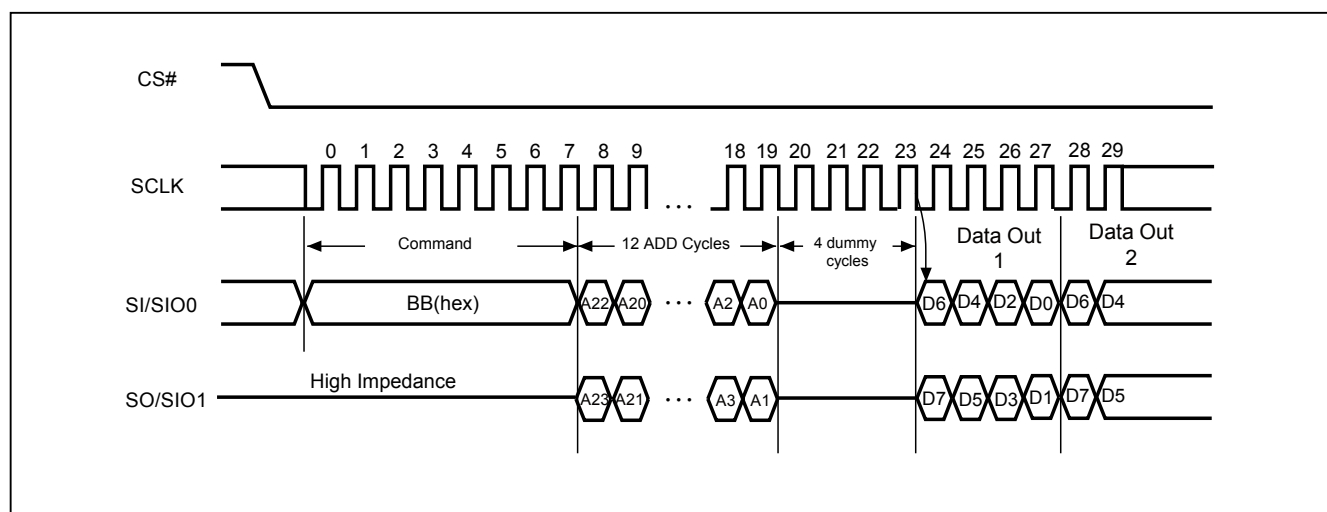 CS#
0 1 2 3 4 5 6 7 8 9 18 19 20 21 22 23 24 25 26 27 28 29
SCLK
...
Command 12 ADD Cycles 4 dummy Data Out Data Out
cycles 1 2
SI/SIO0 BB(hex) A22 A20 ... A2 A0 D6 D4 D2 D0 D6 D4
High Impedance
SO/SIO1 A23 A21 ... A3 A1 D7 D5 D3 D1 D7 D5